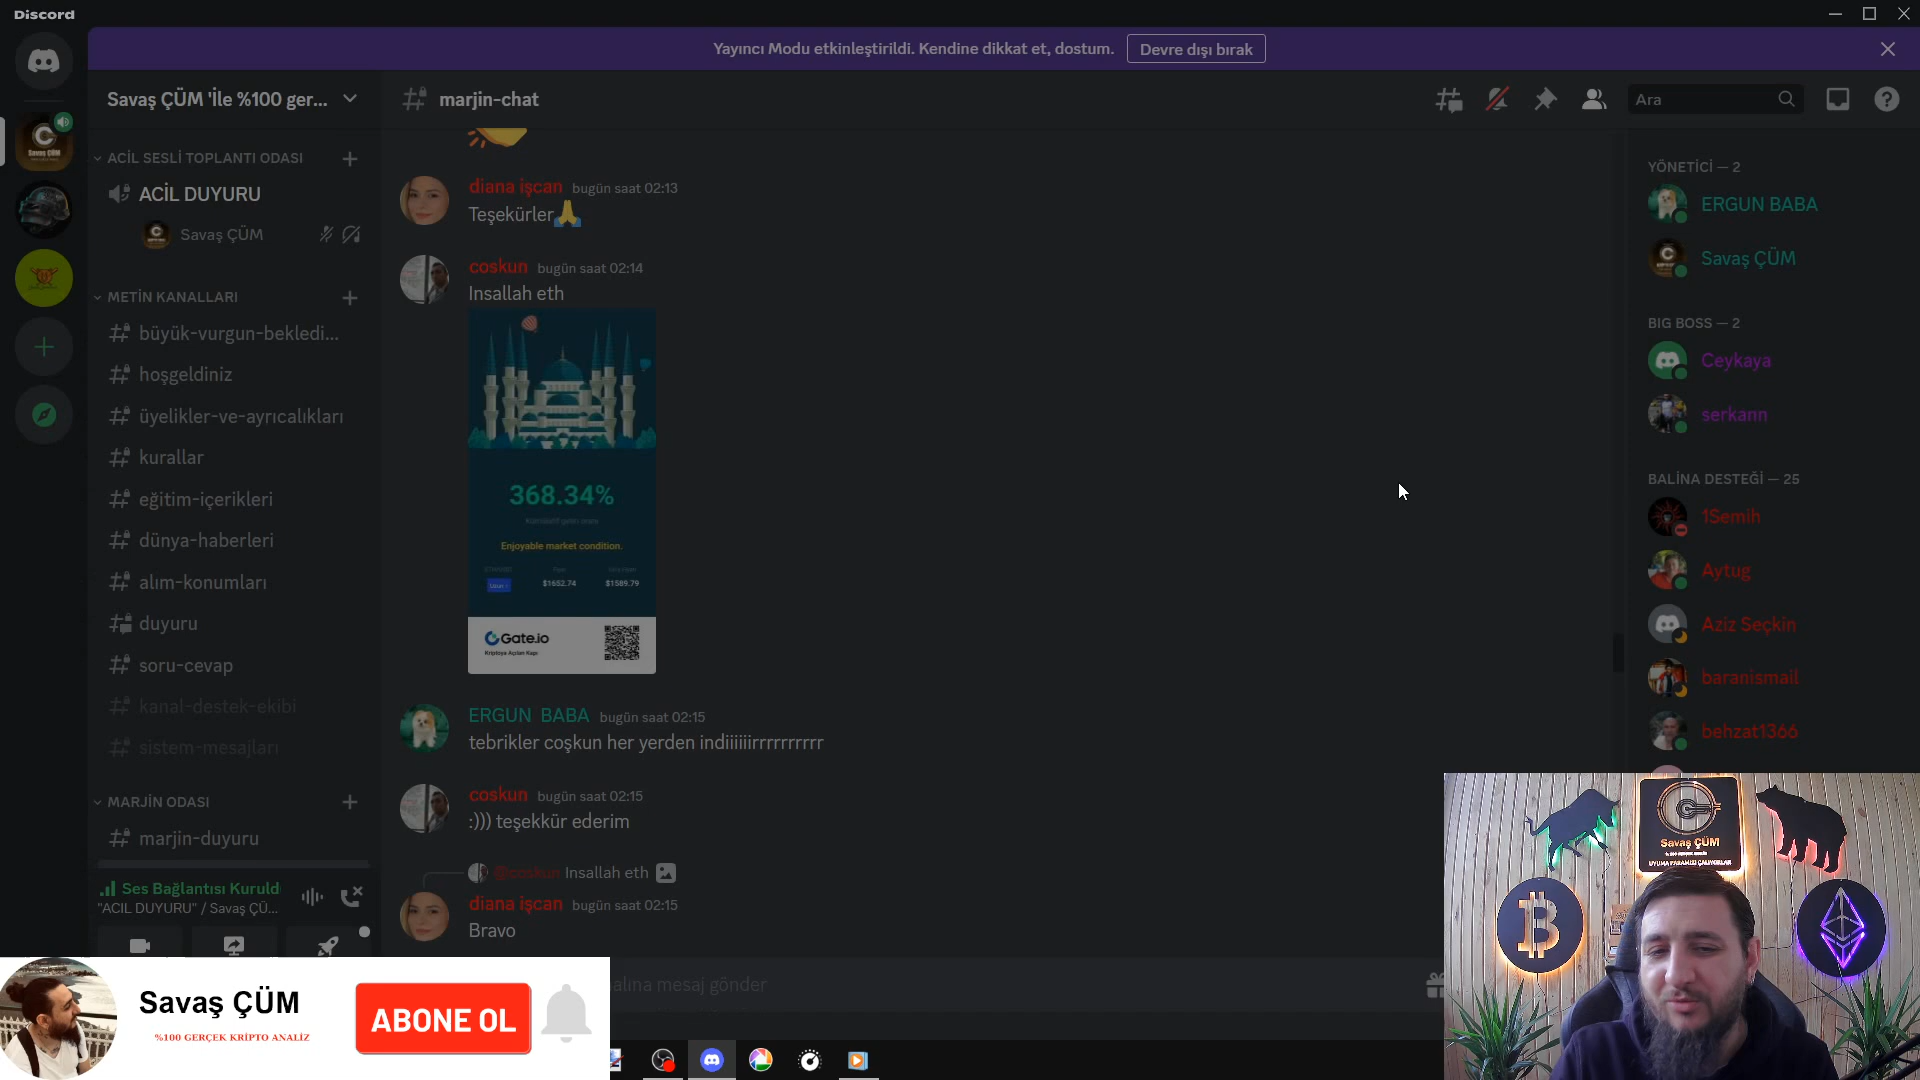 Discord
Yayıncı Modu etkinleştirildi. Kendine dikkat et, dostum.
Devre dışı bırak
Savaş ÇÜM 'İle %100 ger...
marjin-chat
Ara
ACİL SESLİ TOPLANTI ODASI
ACİL DUYURU
Savaş ÇÜM
METİN KANALLARI
büyük-vurgun-bekledi...
hoşgeldiniz
üyelikler-ve-ayrıcalıkları
kurallar
eğitim-içerikleri
dünya-haberleri
alım-konumları
duyuru
soru-cevap
kanal-destek-ekibi
sistem-mesajları
MARJİN ODASI
marjin-duyuru
Ses Bağlantısı Kuruld
"ACİL DUYURU" / Savaş ÇÜ...
diana işcan bugün saat 02:13
Teşekürler
coskun bugün saat 02:14
Insallah eth
368.34%
Enjoyable market condition.
$1652.74
$1589.79
Gate.io
Kriptoya Açılan Kapı
ERGUN BABA bugün saat 02:15
tebrikler coşkun her yerden indiiiiiirrrrrrrrrr
coskun bugün saat 02:15
:))) teşekkür ederim
@coskun Insallah eth
diana işcan bugün saat 02:15
Bravo
alına mesaj gönder
YÖNETİCİ — 2
ERGUN BABA
Savaş ÇÜM
BIG BOSS — 2
Ceykaya
serkann
BALİNA DESTEĞİ — 25
1Semih
Aytug
Aziz Seçkin
baranismail
behzat1366
Savaş ÇÜM
%100 GERÇEK KRİPTO ANALİZ
ABONE OL
Savaş ÇÜM
UYUMA PARAMIZI ÇALIYORLAR